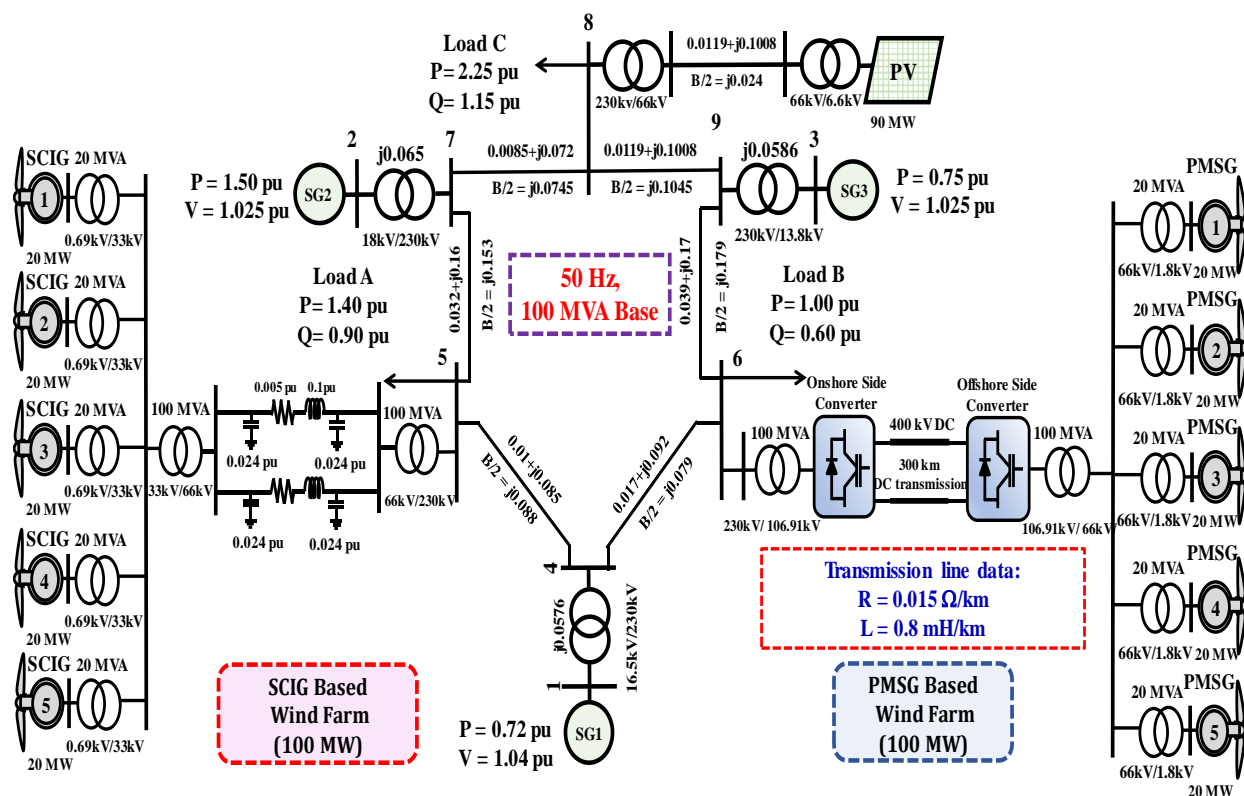 8
Load C
P= 2.25 pu
Q= 1.15 pu
230kv/66kV
0.0119+j0.1008
B/2 = j0.024
66kV/6.6kV
PV
90 MW
2
j0.065
7
SG2
P = 1.50 pu
V = 1.025 pu
18kV/230kV
0.0085+j0.072
B/2 = j0.0745
0.0119+j0.1008
B/2 = j0.1045
9
j0.0586
3
SG3
230kV/13.8kV
P = 0.75 pu
V = 1.025 pu
0.032+j0.16
B/2 = j0.153
50 Hz,
100 MVA Base
0.039+j0.17
B/2 = j0.179
Load A
P= 1.40 pu
Q= 0.90 pu
Load B
P= 1.00 pu
Q= 0.60 pu
5
6
SCIG
20 MVA
1
0.69kV/33kV
20 MW
SCIG
20 MVA
2
0.69kV/33kV
20 MW
SCIG
20 MVA
3
0.69kV/33kV
20 MW
SCIG
20 MVA
4
0.69kV/33kV
SCIG
20 MVA
5
0.69kV/33kV
20 MW
100 MVA
33kV/66kV
0.005 pu
0.1pu
0.024 pu
0.024 pu
0.024 pu
0.024 pu
100 MVA
66kV/230kV
0.01+j0.085
B/2 = j0.088
0.017+j0.092
B/2 = j0.079
4
j0.0576
16.5kV/230kV
1
SG1
P = 0.72 pu
V = 1.04 pu
100 MVA
230kV/ 106.91kV
Onshore Side
Converter
400 kV DC
300 km
DC transmission
Offshore Side
Converter
100 MVA
106.91kV/ 66kV
PMSG
20 MVA
1
66kV/1.8kV
20 MW
PMSG
20 MVA
2
66kV/1.8kV
20 MW
PMSG
20 MVA
3
66kV/1.8kV
20 MW
PMSG
20 MVA
4
66kV/1.8kV
20 MW
PMSG
20 MVA
5
66kV/1.8kV
20 MW
Transmission line data:
R = 0.015 Ω/km
L = 0.8 mH/km
SCIG Based
Wind Farm
(100 MW)
PMSG Based
Wind Farm
(100 MW)